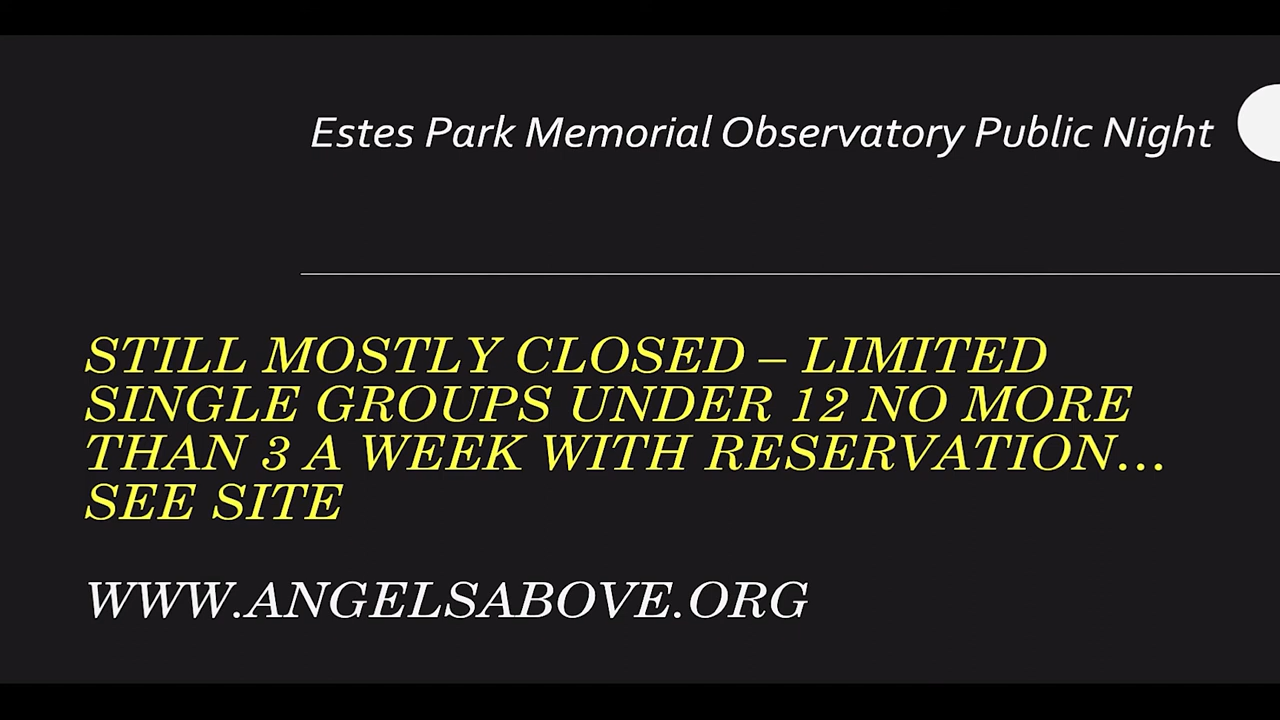 Estes Park Memorial Observatory Public Night
STILL MOSTLY CLOSED – LIMITED
SINGLE GROUPS UNDER 12 NO MORE
THAN 3 A WEEK WITH RESERVATION...
SEE SITE
WWW.ANGELSABOVE.ORG